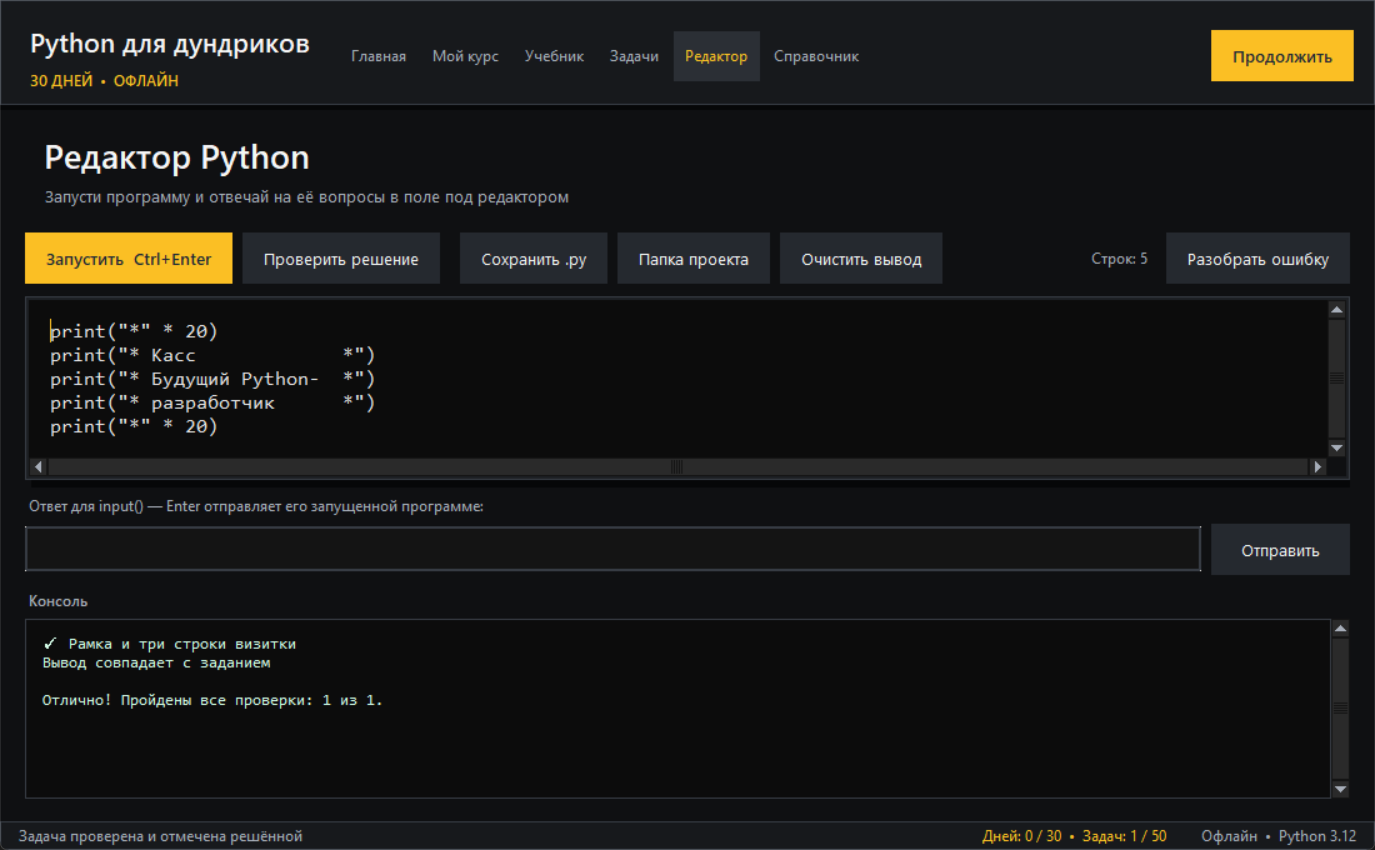 Python для дундриков
30 ДНЕЙ • ОФЛАЙН
Главная Мой курс Учебник Задачи Редактор Справочник
Продолжить
Редактор Python
Запусти программу и отвечай на её вопросы в поле под редактором
Запустить Ctrl+Enter Проверить решение Сохранить .py Папка проекта Очистить вывод Строк: 5 Разобрать ошибку
print("*" * 20)
print("* Касс             *")
print("* Будущий Python-  *")
print("* разработчик      *")
print("*" * 20)
Ответ для input() — Enter отправляет его запущенной программе:
Отправить
Консоль
✓ Рамка и три строки визитки
Вывод совпадает с заданием
Отлично! Пройдены все проверки: 1 из 1.
Задача проверена и отмечена решённой Дней: 0 / 30 • Задач: 1 / 50 Офлайн • Python 3.12